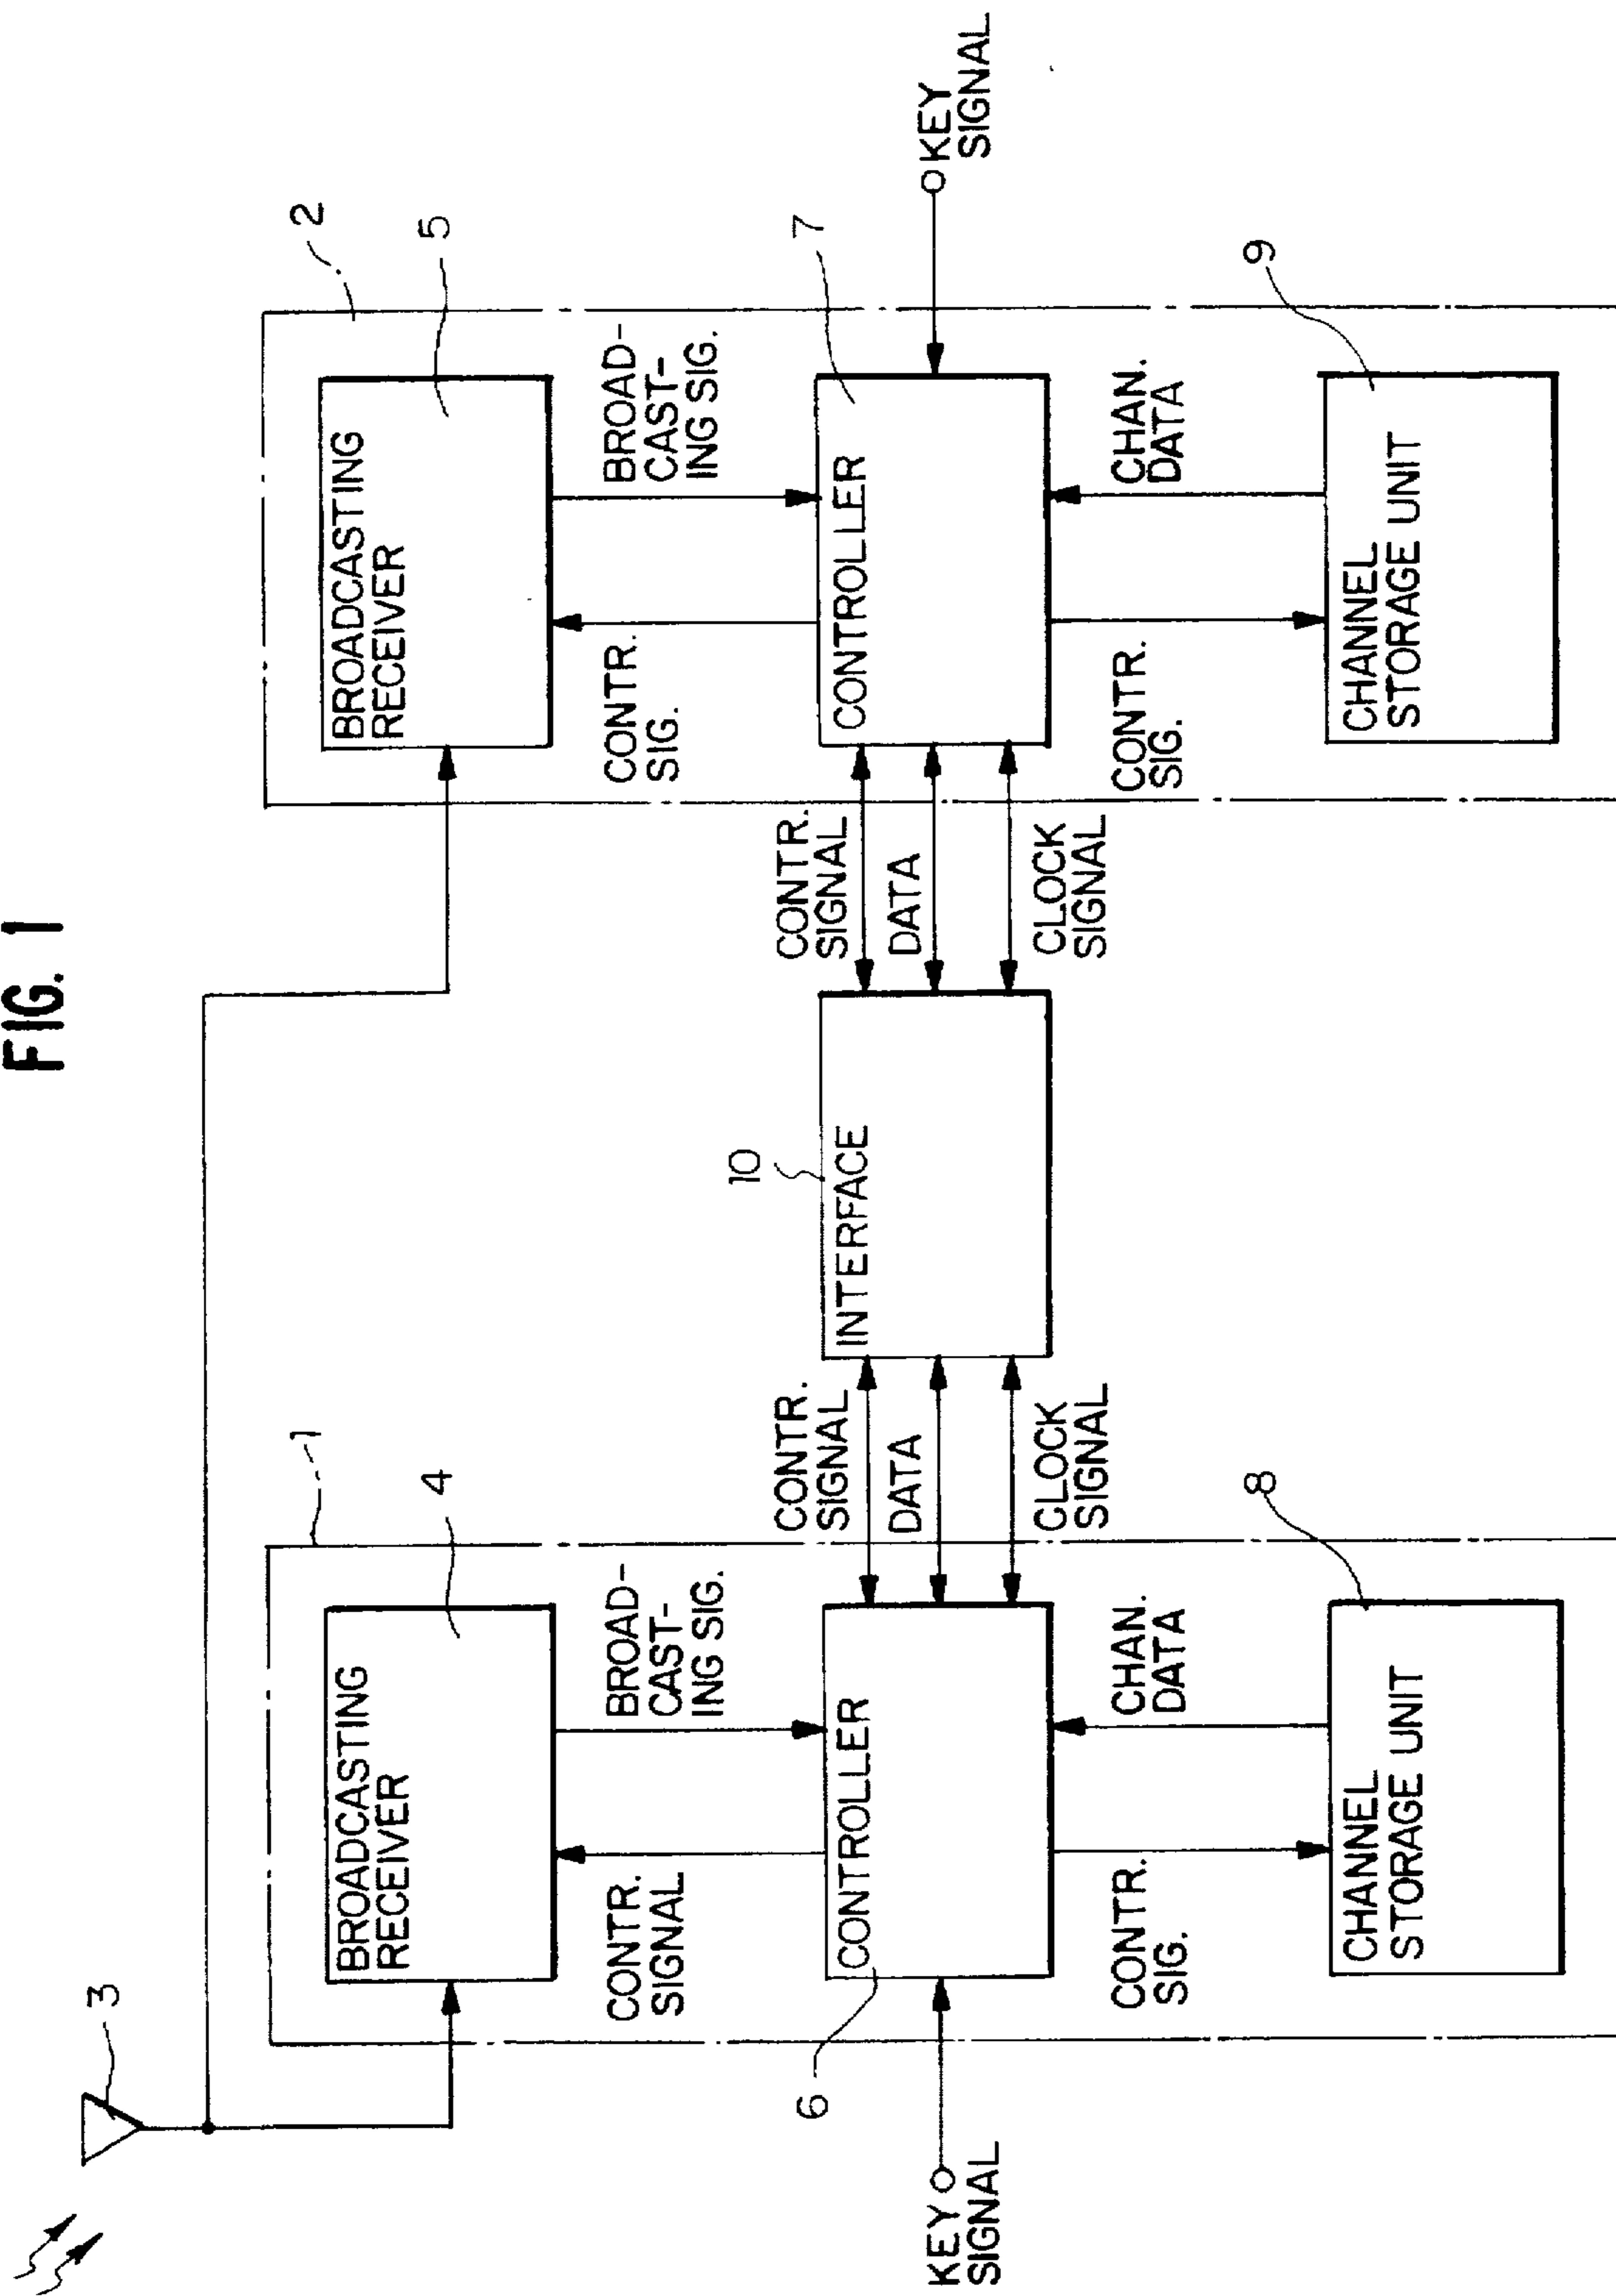 FIG. 1
3
1
2
BROADCASTING
RECEIVER
4
BROADCASTING
RECEIVER
5
CONTR.
SIGNAL
BROAD-
CAST-
ING SIG.
CONTR.
SIG.
BROAD-
CAST-
ING SIG.
KEY
SIGNAL
6
CONTROLLER
CONTR.
SIGNAL
DATA
CLOCK
SIGNAL
10
INTERFACE
CONTR.
SIGNAL
DATA
CLOCK
SIGNAL
CONTROLLER
7
KEY
SIGNAL
CONTR.
SIG.
CHAN.
DATA
CONTR.
SIG.
CHAN.
DATA
CHANNEL
STORAGE UNIT
8
CHANNEL
STORAGE UNIT
9